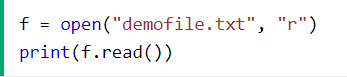 f = open("demofile.txt", "r")
print(f.read())